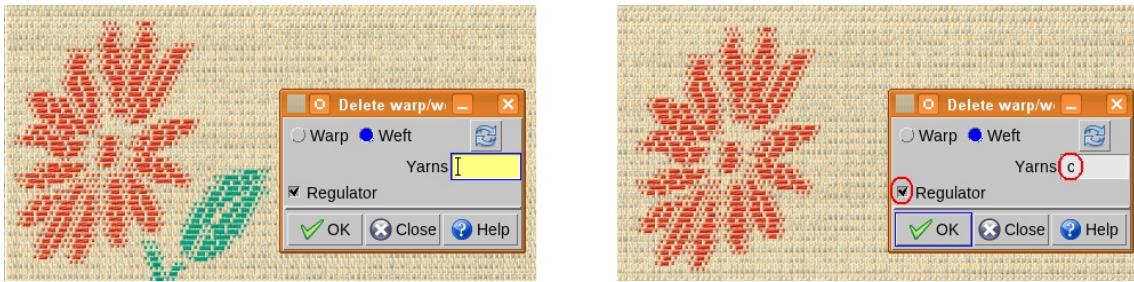 Delete warp/w
Warp Weft
Yarns
Regulator
OK Close Help
Delete warp/w
Warp Weft
Yarns c
Regulator
OK Close Help